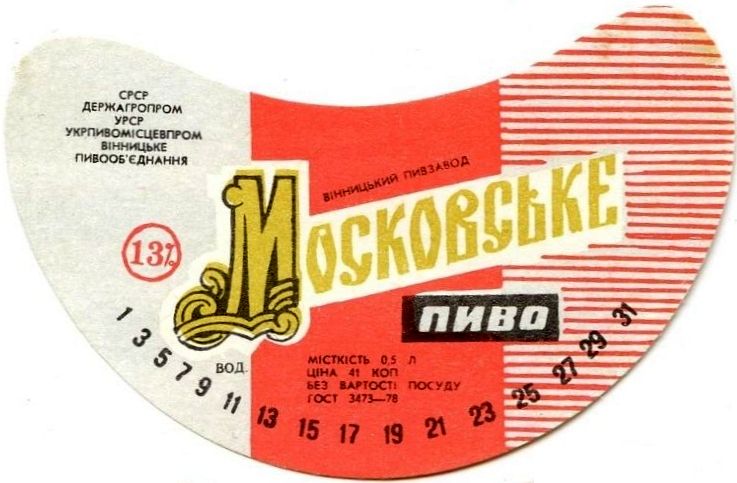 СРСР
ДЕРЖАГРОПРОМ
УРСР
УКРПИВОМІСЦЕВПРОМ
ВІННИЦЬКЕ
ПИВООБ'ЄДНАННЯ
ВІННИЦЬКИЙ ПИВЗАВОД
МОСКОВСЬКЕ
13%
ПИВО
ВОД.
МІСТКІСТЬ 0,5 Л
ЦІНА 41 КОП
БЕЗ ВАРТОСТІ ПОСУДУ
ГОСТ 3473—78
1 3 5 7 9 11 13 15 17 19 21 23 25 27 29 31